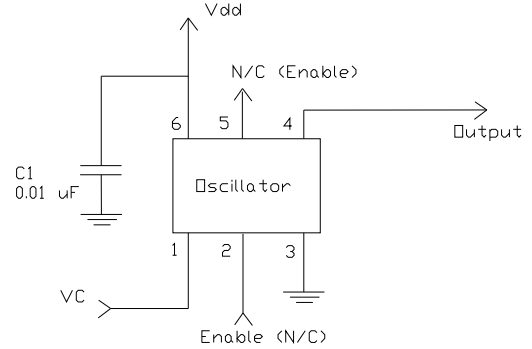 Vdd
N/C (Enable)
6
5
4
Output
C1
0.01 uF
Oscillator
1
2
3
VC
Enable (N/C)